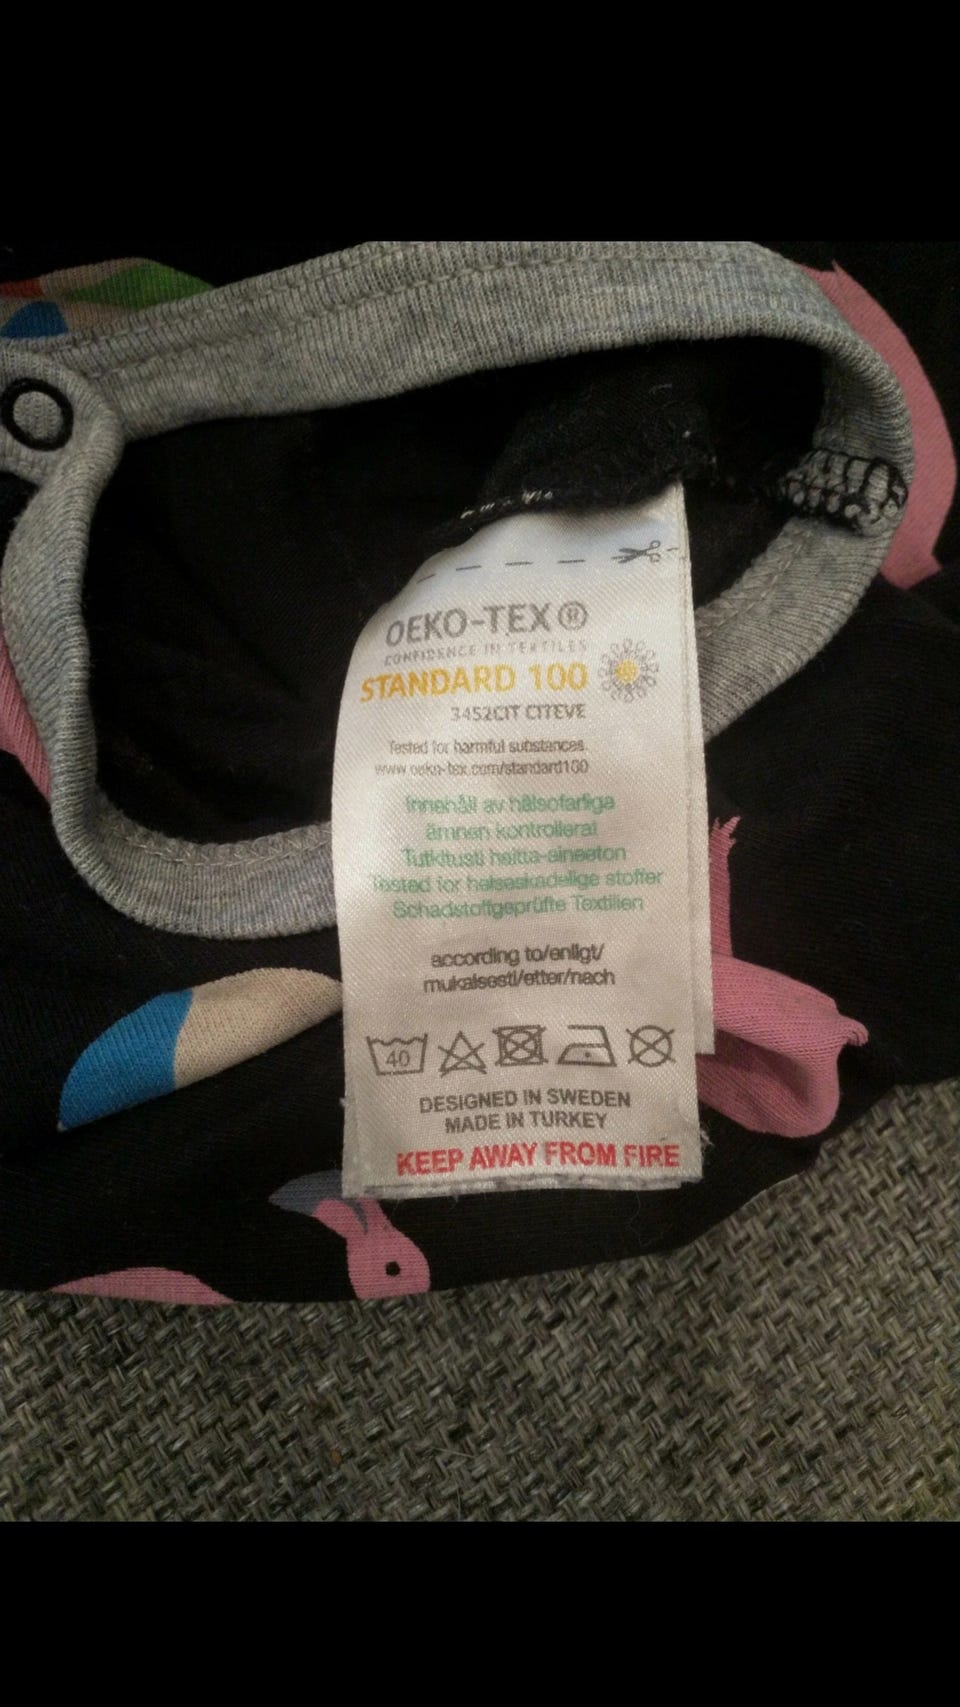 OEKO-TEX®
CONFIDENCE IN TEXTILES
STANDARD 100
3452CIT CITEVE
Tested for harmful substances.
www.oeko-tex.com/standard100
Innehåll av hälsofarliga
ämnen kontrollerat
Tutkitusti haitta-aineeton
Tested for helseskadelige stoffer
Schadstoffgeprüfte Textilien
according to/enligt/
mukaisesti/etter/nach
40
DESIGNED IN SWEDEN
MADE IN TURKEY
KEEP AWAY FROM FIRE